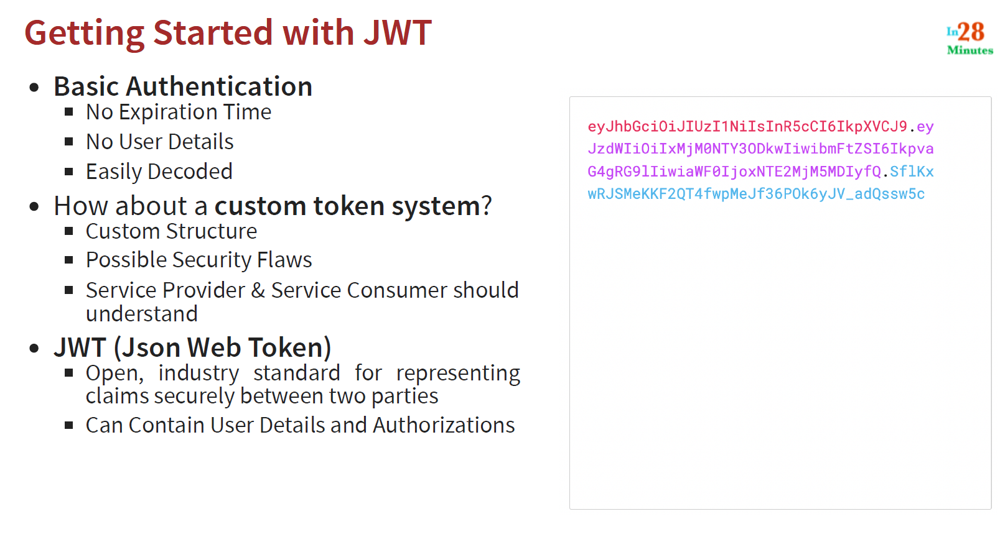 Getting Started with JWT
In28
Minutes
Basic Authentication
No Expiration Time
No User Details
Easily Decoded
How about a custom token system?
Custom Structure
Possible Security Flaws
Service Provider & Service Consumer should
understand
JWT (Json Web Token)
Open, industry standard for representing
claims securely between two parties
Can Contain User Details and Authorizations
eyJhbGciOiJIUzI1NiIsInR5cCI6IkpXVCJ9.ey
JzdWIiOiIxMjM0NTY3ODkwIiwibmFtZSI6Ikpva
G4gRG9lIiwiaWF0IjoxNTE2MjM5MDIyfQ.SflKx
wRJSMeKKF2QT4fwpMeJf36POk6yJV_adQssw5c